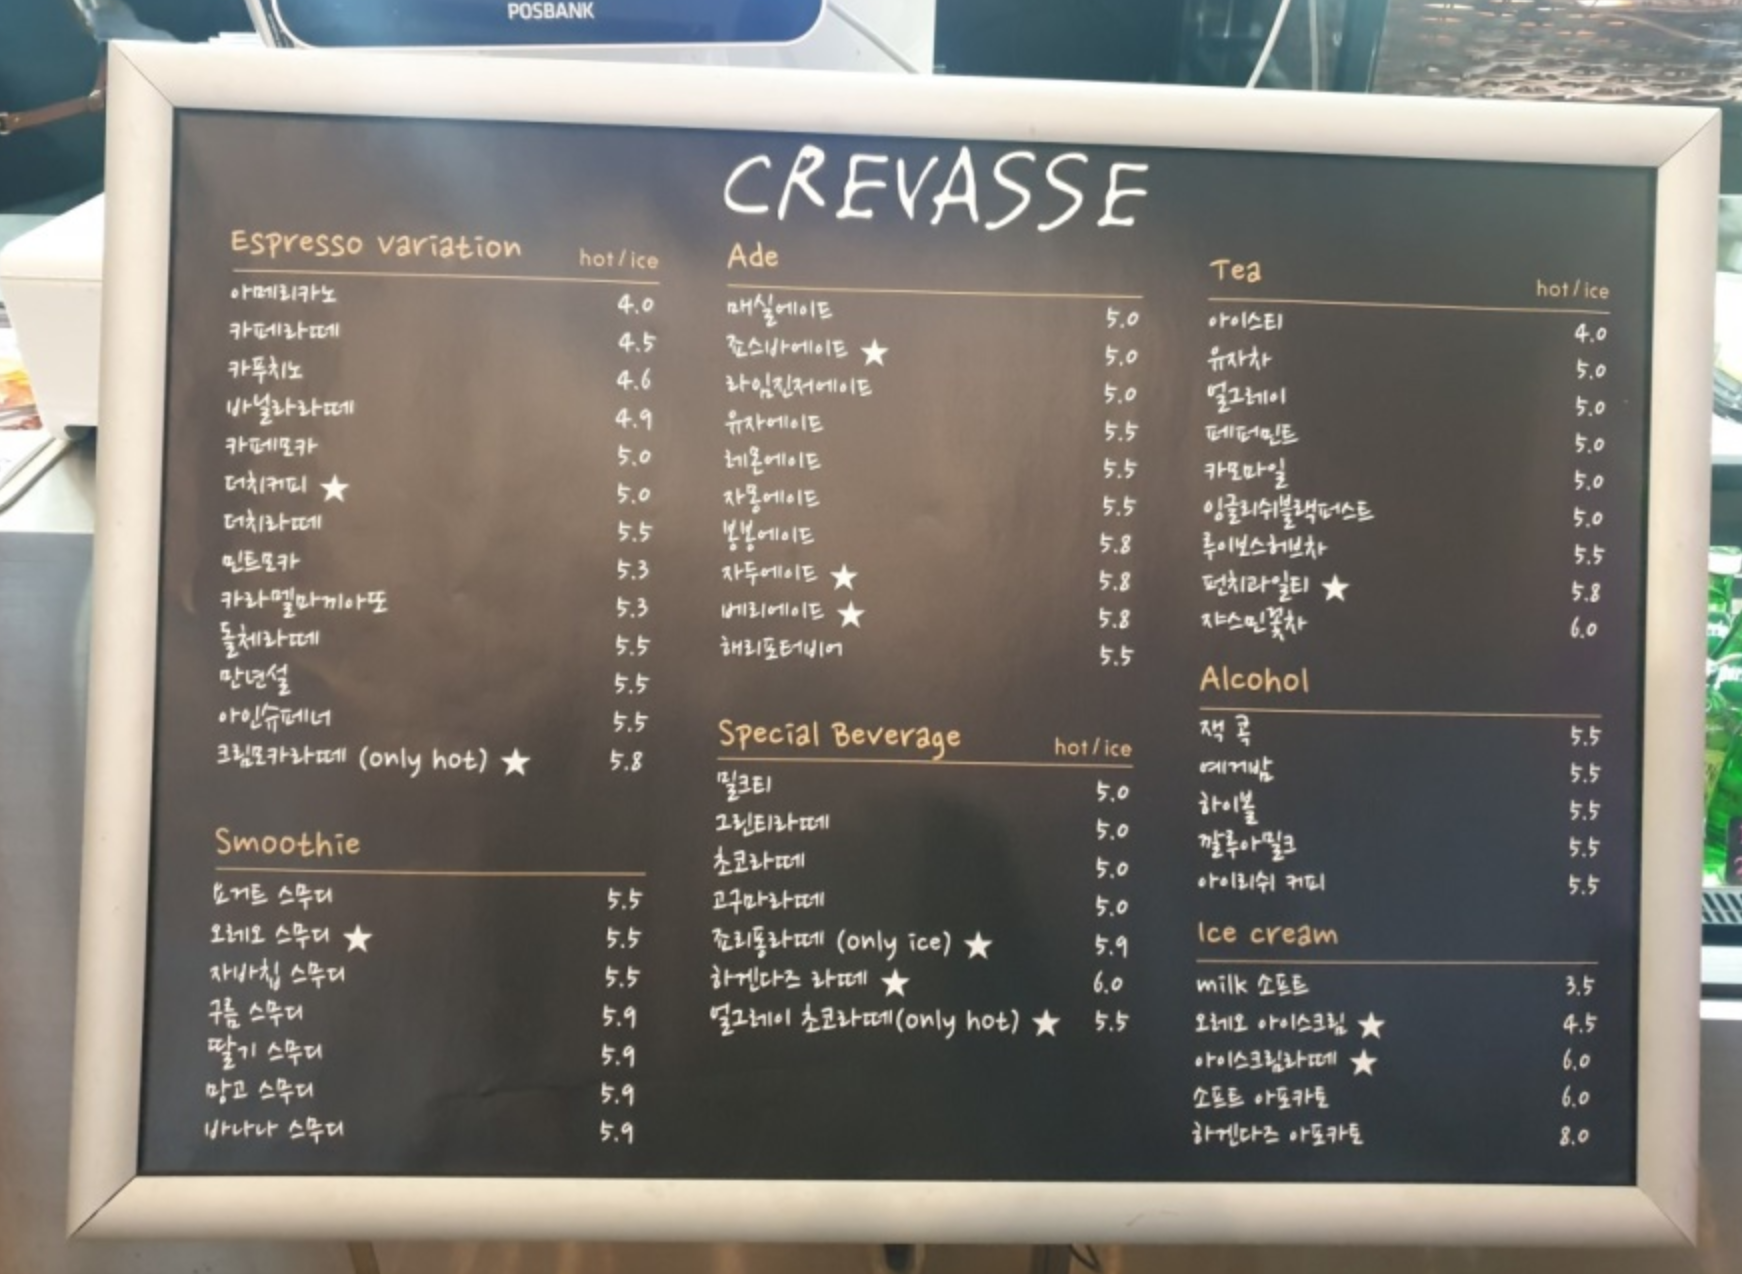 POSBANK
CREVASSE
Espresso variation hot/ice
아메리카노 4.0
카페라떼 4.5
카푸치노 4.6
바닐라라떼 4.9
카페모카 5.0
더치커피 ★ 5.0
더치라떼 5.5
민트모카 5.3
카라멜마끼아또 5.3
돌체라떼 5.5
만년설 5.5
아인슈페너 5.5
크림모카라떼 (only hot) ★ 5.8
Smoothie
요거트 스무디 5.5
오레오 스무디 ★ 5.5
자바칩 스무디 5.5
구름 스무디 5.9
딸기 스무디 5.9
망고 스무디 5.9
바나나 스무디 5.9
Ade
매실에이드 5.0
죠스바에이드 ★ 5.0
라임진저에이드 5.0
유자에이드 5.5
레몬에이드 5.5
자몽에이드 5.5
봉봉에이드 5.8
자두에이드 ★ 5.8
베리에이드 ★ 5.8
해리포터비어 5.5
Special Beverage hot/ice
밀크티 5.0
그린티라떼 5.0
초코라떼 5.0
고구마라떼 5.0
죠리퐁라떼 (only ice) ★ 5.9
하겐다즈 라떼 ★ 6.0
얼그레이 초코라떼(only hot) ★ 5.5
Tea hot/ice
아이스티 4.0
유자차 5.0
얼그레이 5.0
페퍼민트 5.0
카모마일 5.0
잉글리쉬블랙퍼스트 5.0
루이보스허브차 5.5
펀치과일티 ★ 5.8
쟈스민꽃차 6.0
Alcohol
잭 콕 5.5
예거밤 5.5
하이볼 5.5
깔루아밀크 5.5
아이리쉬 커피 5.5
Ice cream
milk 소프트 3.5
오레오 아이스크림 ★ 4.5
아이스크림라떼 ★ 6.0
소프트 아포카토 6.0
하겐다즈 아포카토 8.0